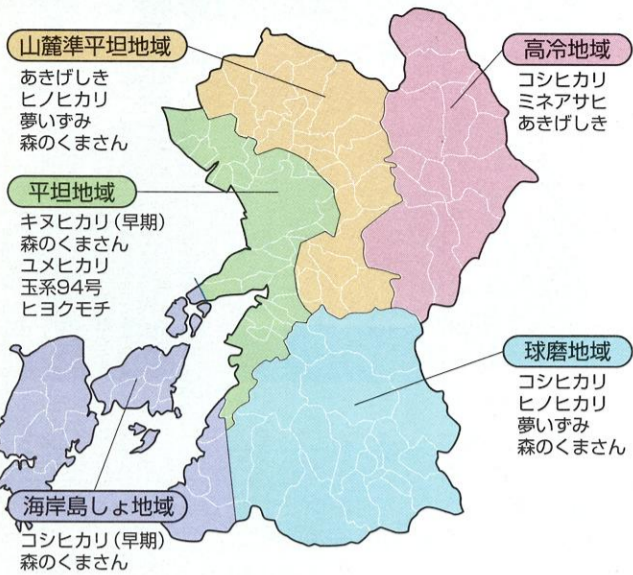 山麓準平坦地域
あきげしき
ヒノヒカリ
夢いずみ
森のくまさん
高冷地域
コシヒカリ
ミネアサヒ
あきげしき
平坦地域
キヌヒカリ(早期)
森のくまさん
ユメヒカリ
玉系94号
ヒヨクモチ
球磨地域
コシヒカリ
ヒノヒカリ
夢いずみ
森のくまさん
海岸島しょ地域
コシヒカリ(早期)
森のくまさん